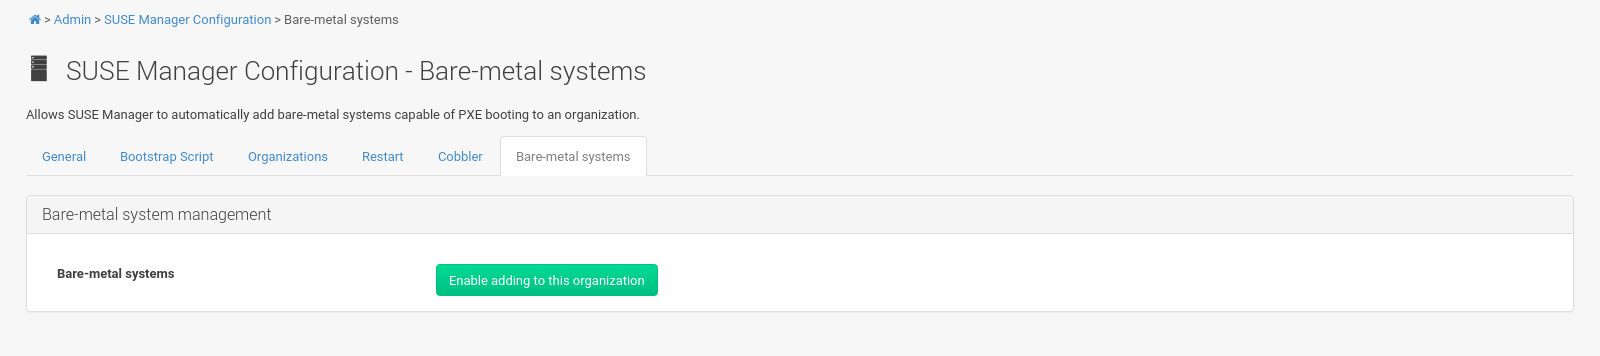 > Admin > SUSE Manager Configuration > Bare-metal systems
SUSE Manager Configuration - Bare-metal systems
Allows SUSE Manager to automatically add bare-metal systems capable of PXE booting to an organization.
General Bootstrap Script Organizations Restart Cobbler Bare-metal systems
Bare-metal system management
Bare-metal systems Enable adding to this organization